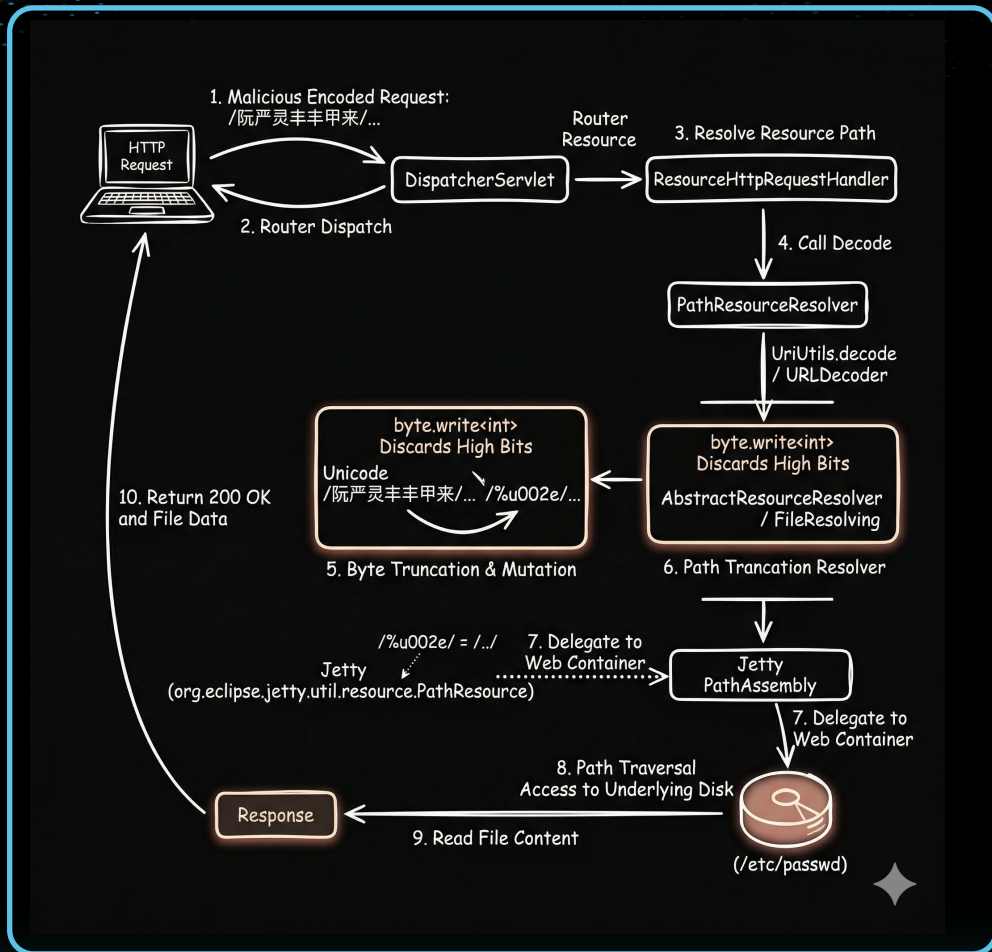 1. Malicious Encoded Request:
/阮严灵丰丰甲来/...
HTTP
Request
Router
Resource
3. Resolve Resource Path
DispatcherServlet
ResourceHttpRequestHandler
2. Router Dispatch
4. Call Decode
PathResourceResolver
UriUtils.decode
/ URLDecoder
byte.write<int>
Discards High Bits
Unicode
/阮严灵丰丰甲来/... /%u002e/...
5. Byte Truncation & Mutation
byte.write<int>
Discards High Bits
AbstractResourceResolver
/ FileResolving
6. Path Trancation Resolver
10. Return 200 OK
and File Data
/%u002e/ = /../
7. Delegate to
Web Container
Jetty
(org.eclipse.jetty.util.resource.PathResource)
Jetty
PathAssembly
7. Delegate to
Web Container
8. Path Traversal
Access to Underlying Disk
Response
9. Read File Content
(/etc/passwd)